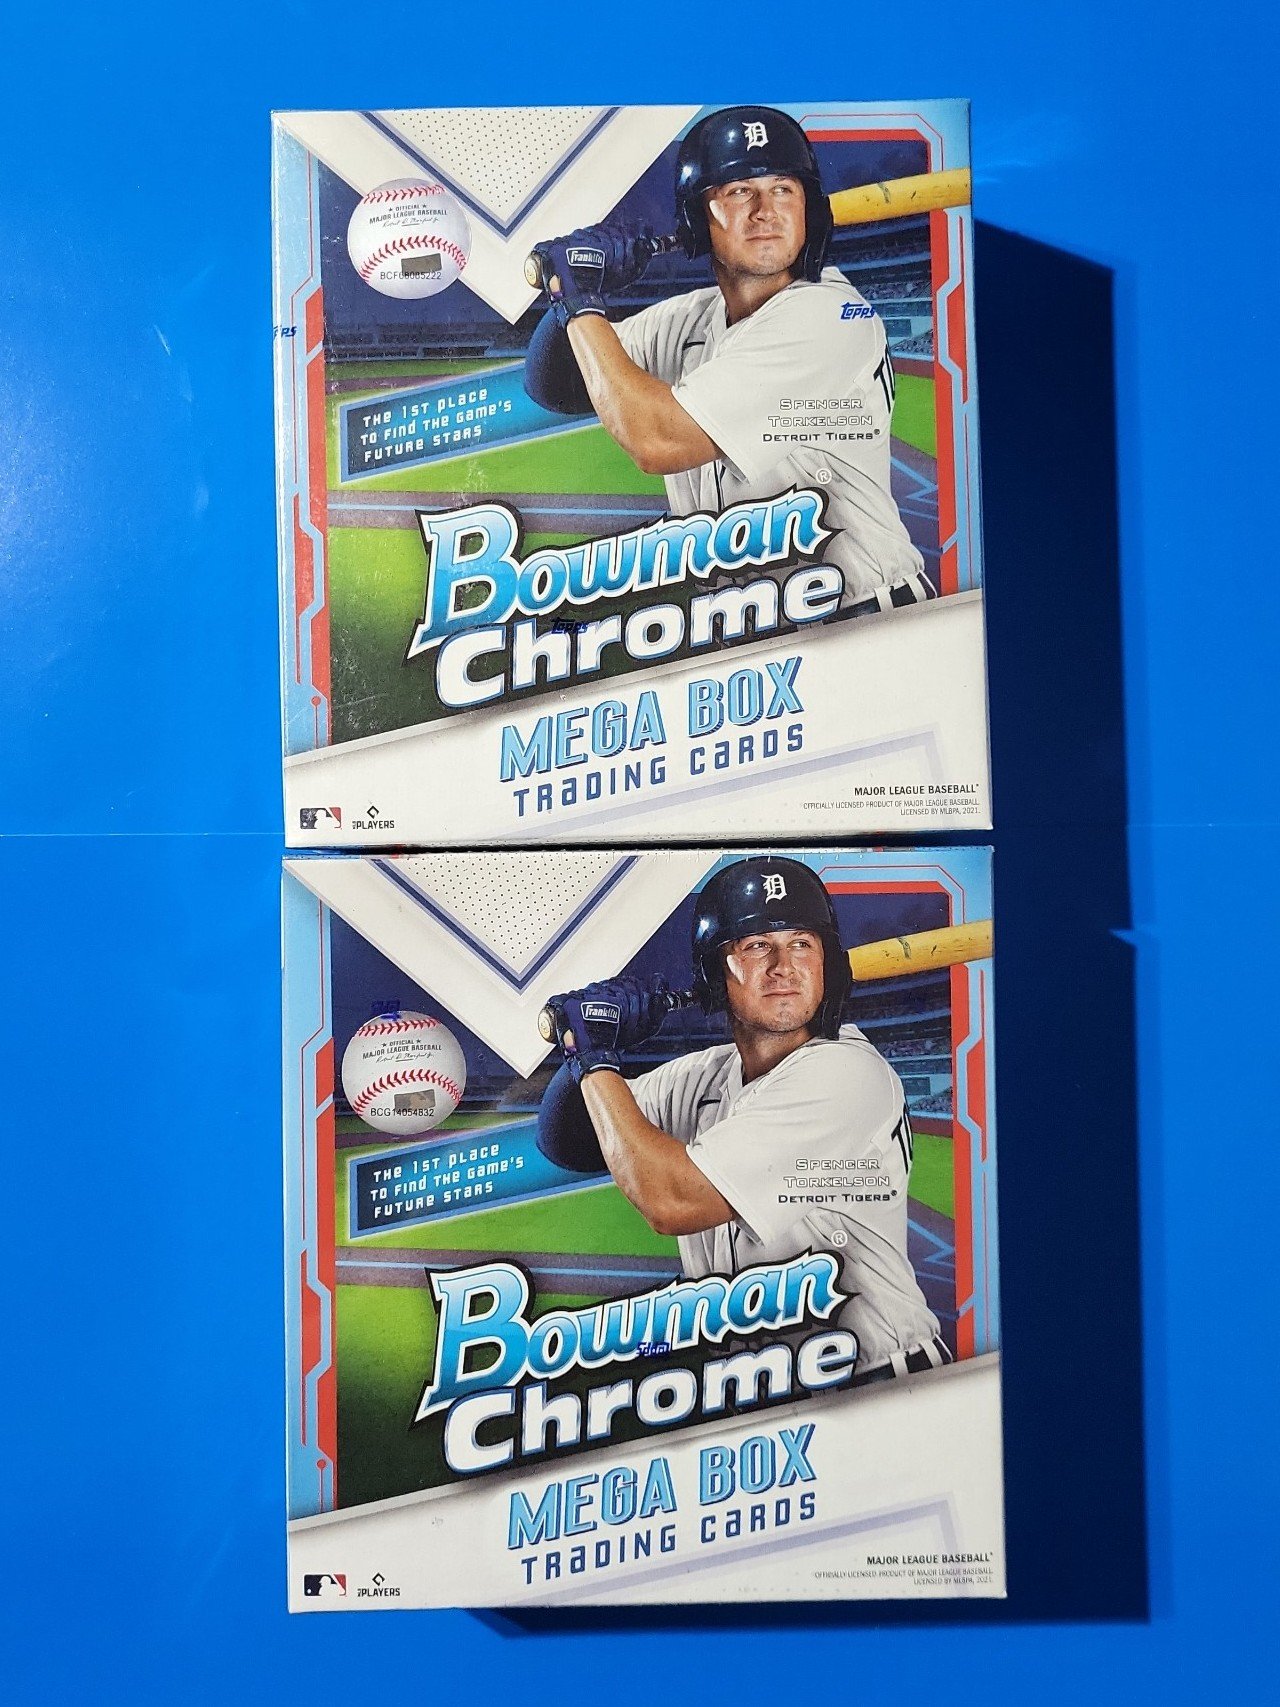 D
★ OFFICIAL ★
MAJOR LEAGUE BASEBALL
BCF08085222
Franklin
TOPPS
THE 1ST PLACE
TO FIND THE GAME'S
FUTURE STARS
SPENCER
TORKELSON
DETROIT TIGERS®
Bowman®
Chrome
TOPPS
MEGA BOX
TRADING CARDS
MAJOR LEAGUE BASEBALL
OFFICIALLY LICENSED PRODUCT OF MAJOR LEAGUE BASEBALL
LICENSED BY MLBPA, 2021.
PLAYERS
D
★ OFFICIAL ★
MAJOR LEAGUE BASEBALL
BCG14054832
Franklin
THE 1ST PLACE
TO FIND THE GAME'S
FUTURE STARS
SPENCER
TORKELSON
DETROIT TIGERS®
Bowman®
Chrome
TOPPS
MEGA BOX
TRADING CARDS
MAJOR LEAGUE BASEBALL
OFFICIALLY LICENSED PRODUCT OF MAJOR LEAGUE BASEBALL
LICENSED BY MLBPA, 2021.
PLAYERS